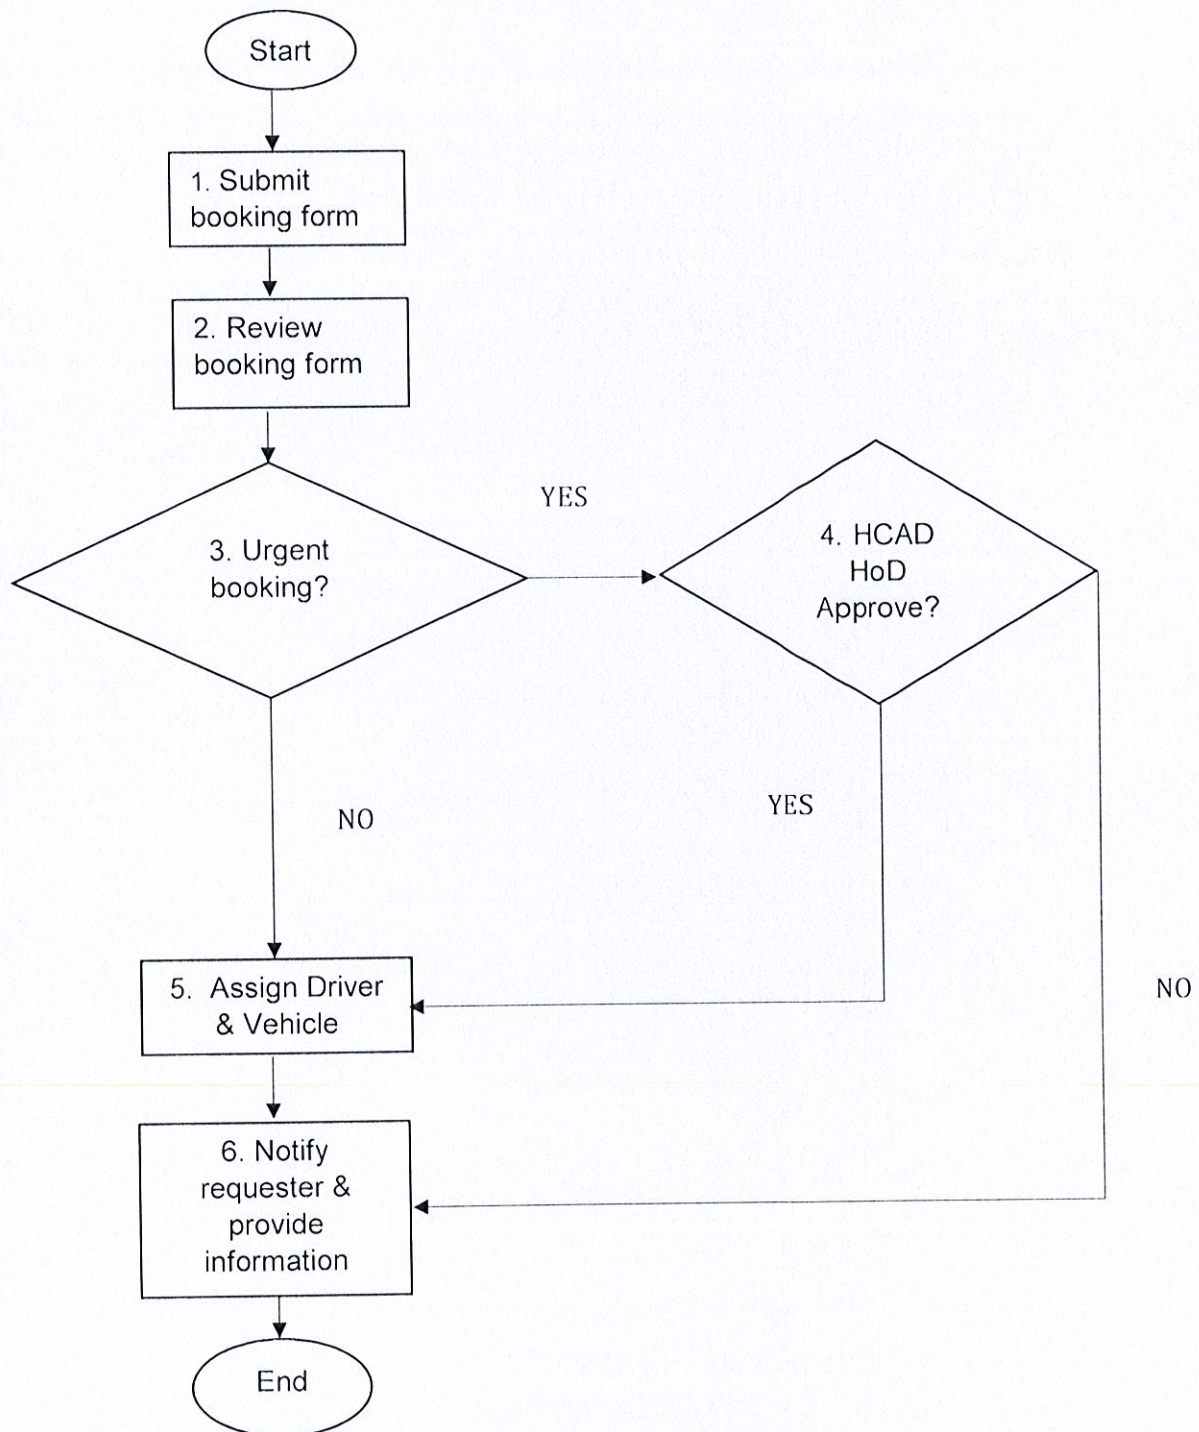 Start
1. Submit
booking form
2. Review
booking form
YES
3. Urgent
booking?
4. HCAD
HoD
Approve?
YES
NO
5. Assign Driver
& Vehicle
NO
6. Notify
requester &
provide
information
End